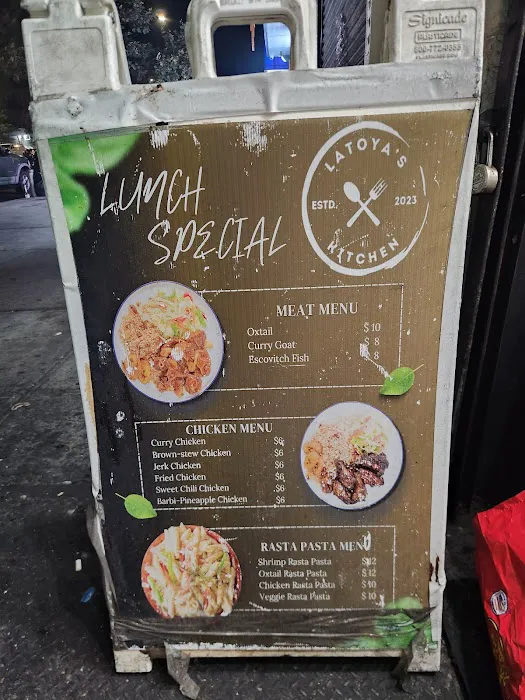 Signicade
PLASTICADE
LUNCH
SPECIAL
LATOYA'S
ESTD. 2023
KITCHEN
MEAT MENU
Oxtail $ 10
Curry Goat $ 8
Escovitch Fish $ 8
CHICKEN MENU
Curry Chicken $6
Brown-stew Chicken $6
Jerk Chicken $6
Fried Chicken $6
Sweet Chili Chicken $6
Barbi-Pineapple Chicken $6
RASTA PASTA MENU
Shrimp Rasta Pasta $12
Oxtail Rasta Pasta $12
Chicken Rasta Pasta $10
Veggie Rasta Pasta $10